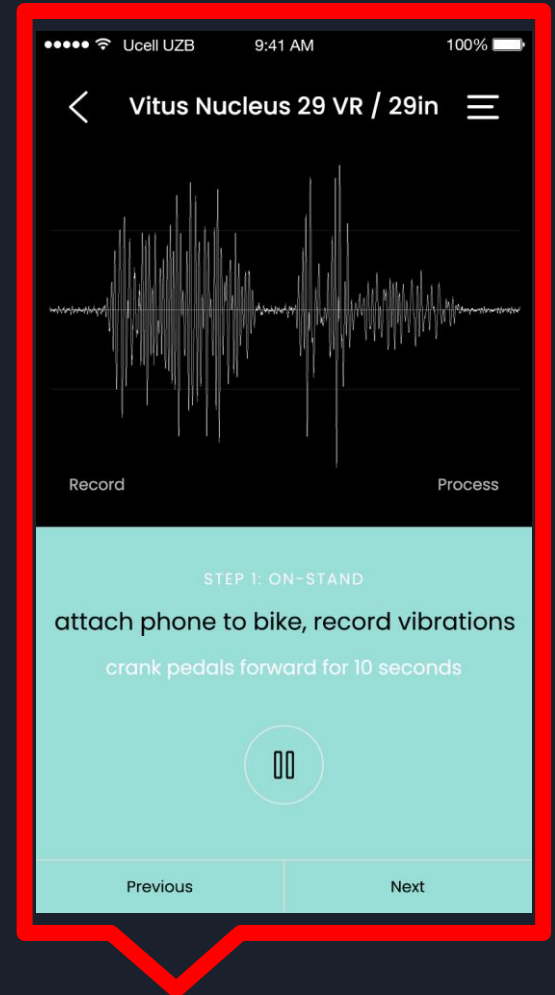 Ucell UZB 9:41 AM 100%
Vitus Nucleus 29 VR / 29in
Record Process
STEP 1: ON-STAND
attach phone to bike, record vibrations
crank pedals forward for 10 seconds
Previous Next